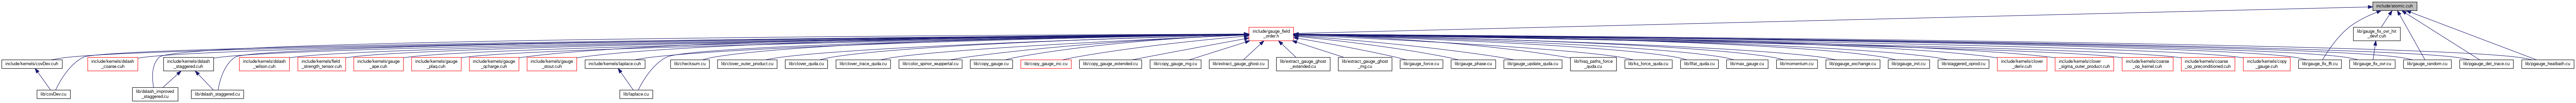 include/atomic.cuh
include/gauge_field
_order.h
lib/gauge_fix_ovr_hit
_devf.cuh
include/kernels/covDev.cuh
include/kernels/dslash
_coarse.cuh
include/kernels/dslash
_staggered.cuh
include/kernels/dslash
_wilson.cuh
include/kernels/field
_strength_tensor.cuh
include/kernels/gauge
_ape.cuh
include/kernels/gauge
_plaq.cuh
include/kernels/gauge
_qcharge.cuh
include/kernels/gauge
_stout.cuh
include/kernels/laplace.cuh
lib/checksum.cu
lib/clover_outer_product.cu
lib/clover_quda.cu
lib/clover_trace_quda.cu
lib/color_spinor_wuppertal.cu
lib/copy_gauge.cu
lib/copy_gauge_inc.cu
lib/copy_gauge_extended.cu
lib/copy_gauge_mg.cu
lib/extract_gauge_ghost.cu
lib/extract_gauge_ghost
_extended.cu
lib/extract_gauge_ghost
_mg.cu
lib/gauge_force.cu
lib/gauge_phase.cu
lib/gauge_update_quda.cu
lib/hisq_paths_force
_quda.cu
lib/ks_force_quda.cu
lib/llfat_quda.cu
lib/max_gauge.cu
lib/momentum.cu
lib/pgauge_exchange.cu
lib/pgauge_init.cu
lib/staggered_oprod.cu
include/kernels/clover
_deriv.cuh
include/kernels/clover
_sigma_outer_product.cuh
include/kernels/coarse
_op_kernel.cuh
include/kernels/coarse
_op_preconditioned.cuh
include/kernels/copy
_gauge.cuh
lib/gauge_fix_fft.cu
lib/gauge_fix_ovr.cu
lib/gauge_random.cu
lib/pgauge_det_trace.cu
lib/pgauge_heatbath.cu
lib/covDev.cu
lib/dslash_improved
_staggered.cu
lib/dslash_staggered.cu
lib/laplace.cu